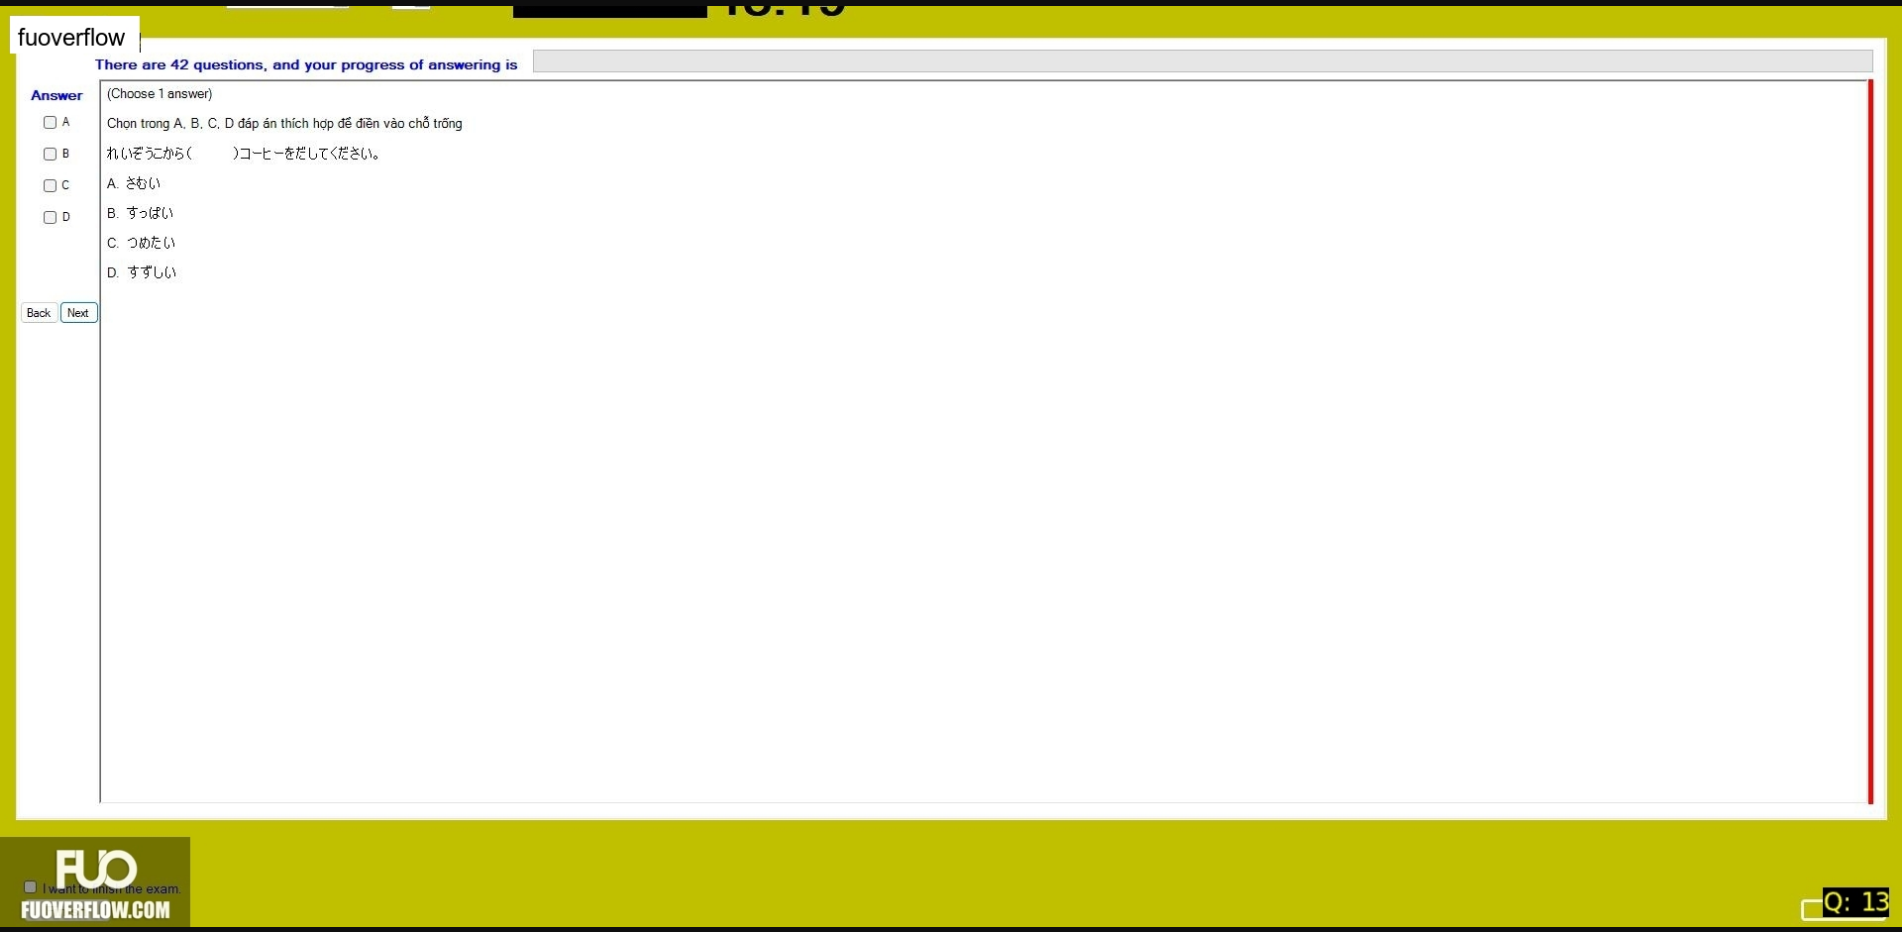 fuoverflow
There are 42 questions, and your progress of answering is
Answer
(Choose 1 answer)
A
Chọn trong A, B, C, D đáp án thích hợp để điền vào chỗ trống
B
れいぞうこから(　　　)コーヒーをだしてください。
C
A. さむい
D
B. すっぱい
C. つめたい
D. すずしい
Back Next
FUO
I want to finish the exam.
FUOVERFLOW.COM
Q: 13